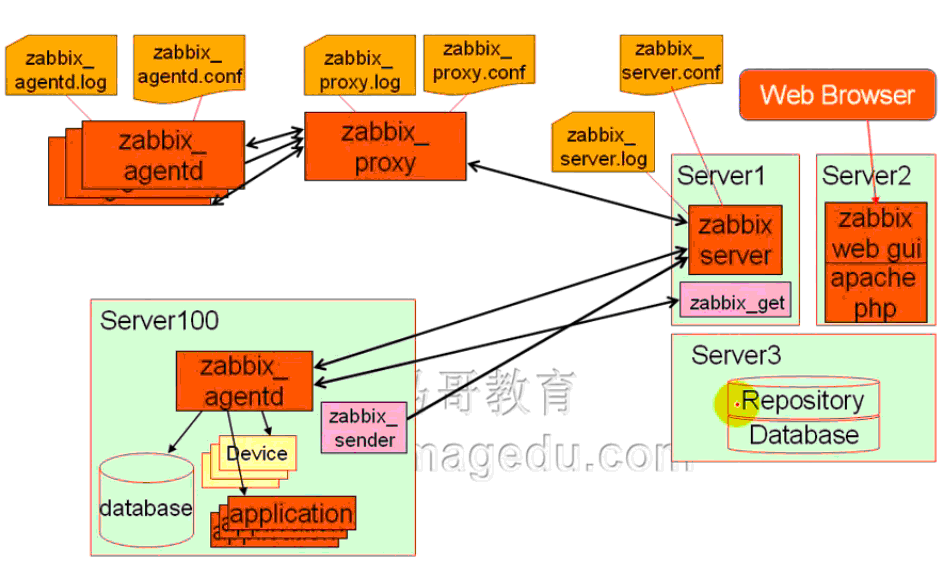 zabbix_
agentd.log
zabbix_
agentd.conf
zabbix_
proxy.log
zabbix_
proxy.conf
zabbix_
server.conf
Web Browser
zabbix_
agentd
zabbix_
proxy
zabbix_
server.log
Server1
zabbix
server
zabbix_get
Server2
zabbix
web gui
apache
php
Server100
zabbix_
agentd
zabbix_
sender
Device
database
application
Server3
Repository
Database
哥教育
magedu.com